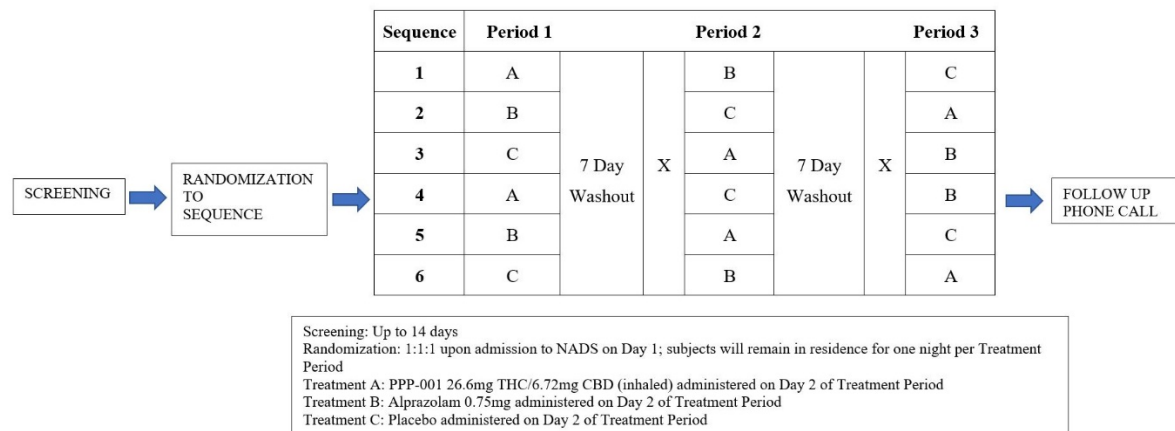 Sequence Period 1 Period 2 Period 3
1 A B C
2 B C A
3 C A B
4 A C B
5 B A C
6 C B A
7 Day
Washout
X
7 Day
Washout
X
SCREENING
RANDOMIZATION
TO
SEQUENCE
FOLLOW UP
PHONE CALL
Screening: Up to 14 days
Randomization: 1:1:1 upon admission to NADS on Day 1; subjects will remain in residence for one night per Treatment
Period
Treatment A: PPP-001 26.6mg THC/6.72mg CBD (inhaled) administered on Day 2 of Treatment Period
Treatment B: Alprazolam 0.75mg administered on Day 2 of Treatment Period
Treatment C: Placebo administered on Day 2 of Treatment Period